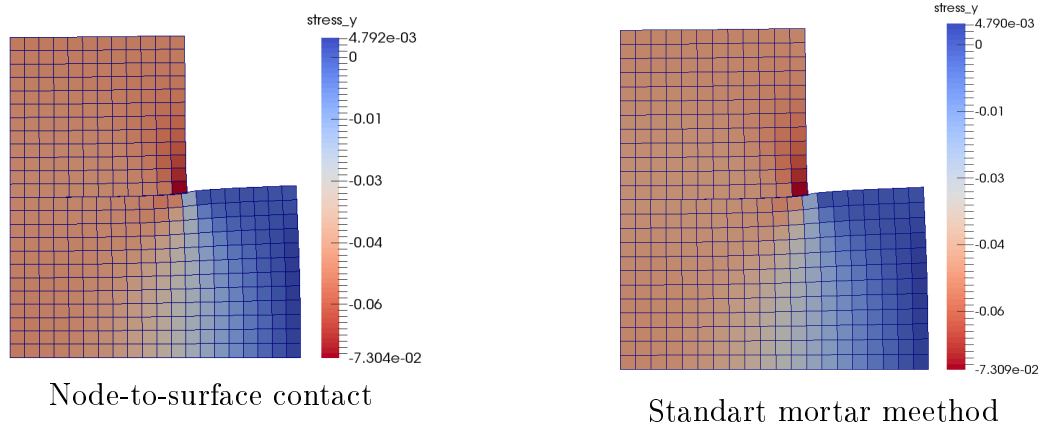 stress_y
4.792e-03
0
-0.01
-0.03
-0.04
-0.06
-7.304e-02
Node-to-surface contact
stress_y
4.790e-03
0
-0.01
-0.03
-0.04
-0.06
-7.309e-02
Standart mortar meethod